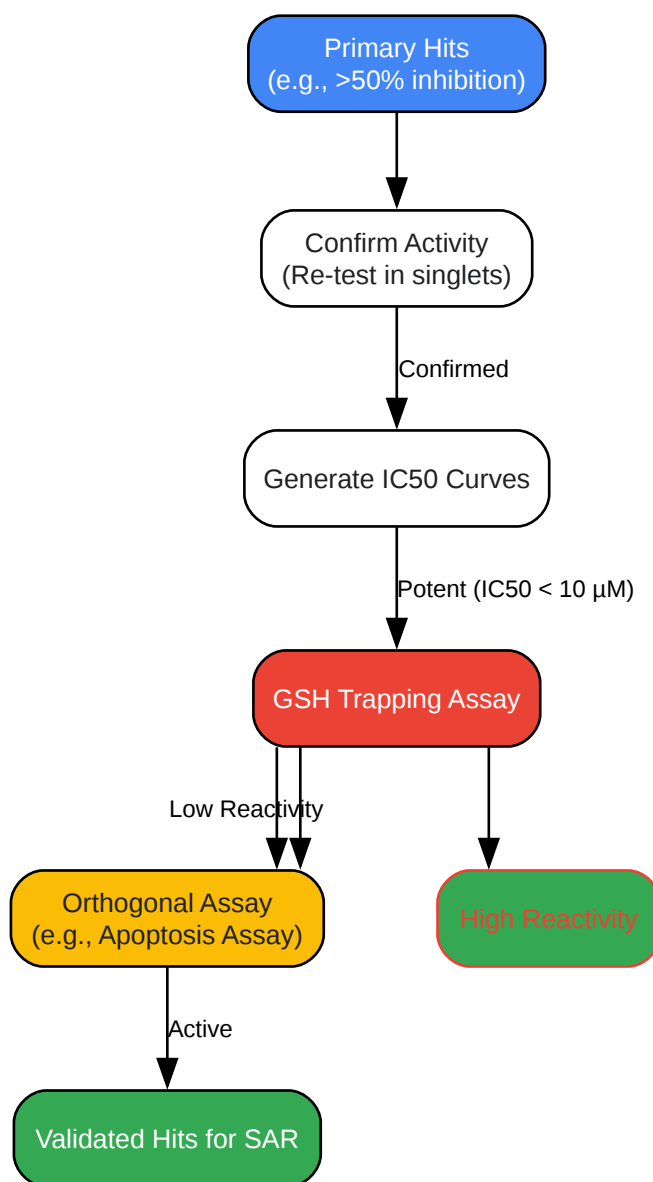 Primary Hits
(e.g., >50% inhibition)
Confirm Activity
(Re-test in singlets)
Confirmed
Generate IC50 Curves
Potent (IC50 < 10 µM)
GSH Trapping Assay
Low Reactivity
Orthogonal Assay
(e.g., Apoptosis Assay)
High Reactivity
Active
Validated Hits for SAR